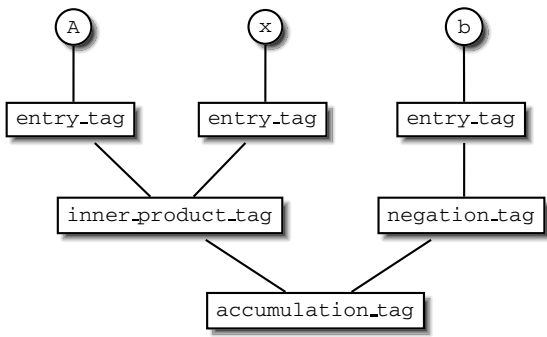 A x b
entry_tag entry_tag entry_tag
inner_product_tag negation_tag
accumulation_tag